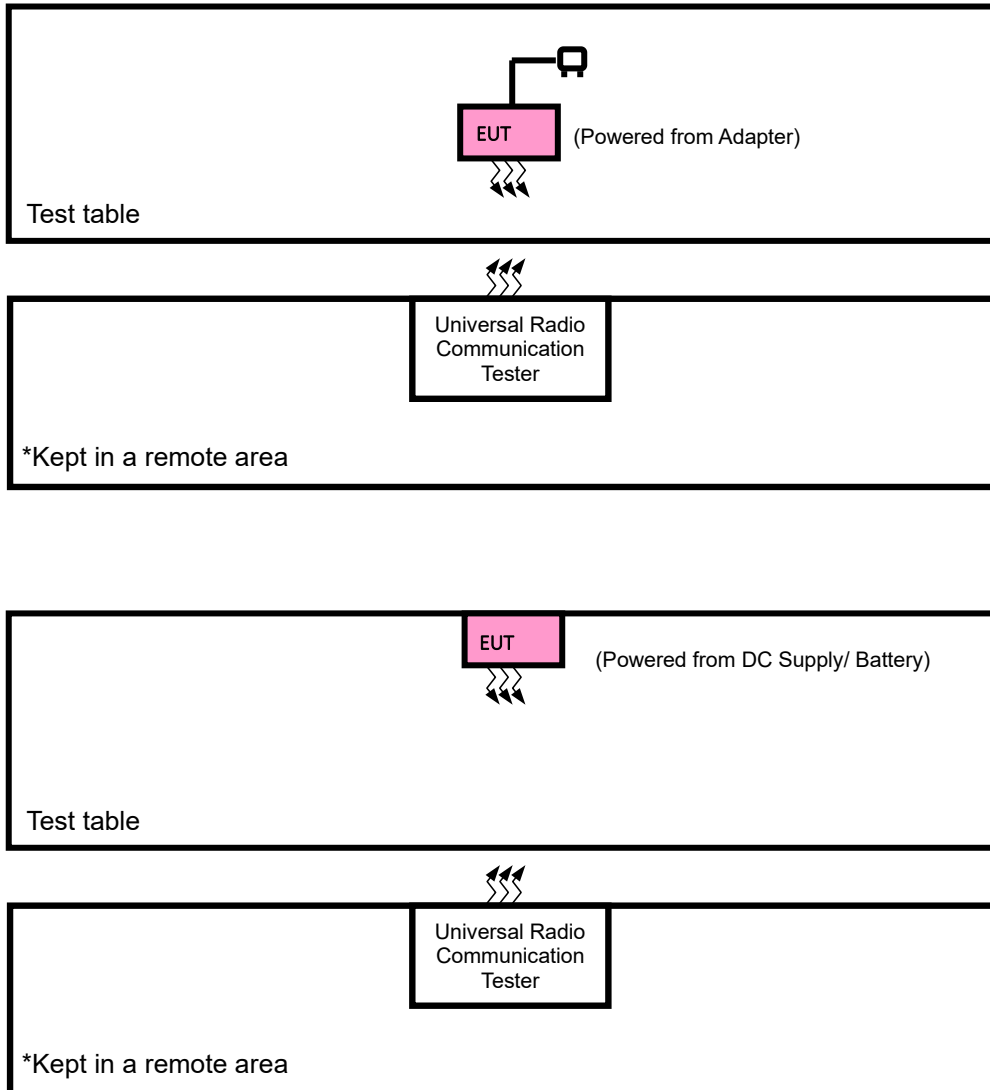 EUT
(Powered from Adapter)
Test table
Universal Radio
Communication
Tester
*Kept in a remote area
EUT
(Powered from DC Supply/ Battery)
Test table
Universal Radio
Communication
Tester
*Kept in a remote area